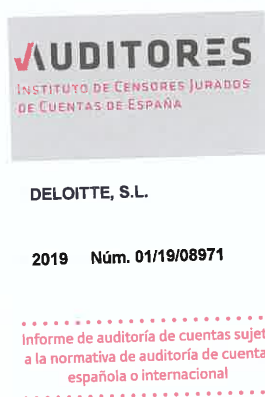 AUDITORES
INSTITUTO DE CENSORES JURADOS
DE CUENTAS DE ESPAÑA
DELOITTE, S.L.
2019 Núm. 01/19/08971
Informe de auditoría de cuentas sujet
a la normativa de auditoría de cuenta
española o internacional